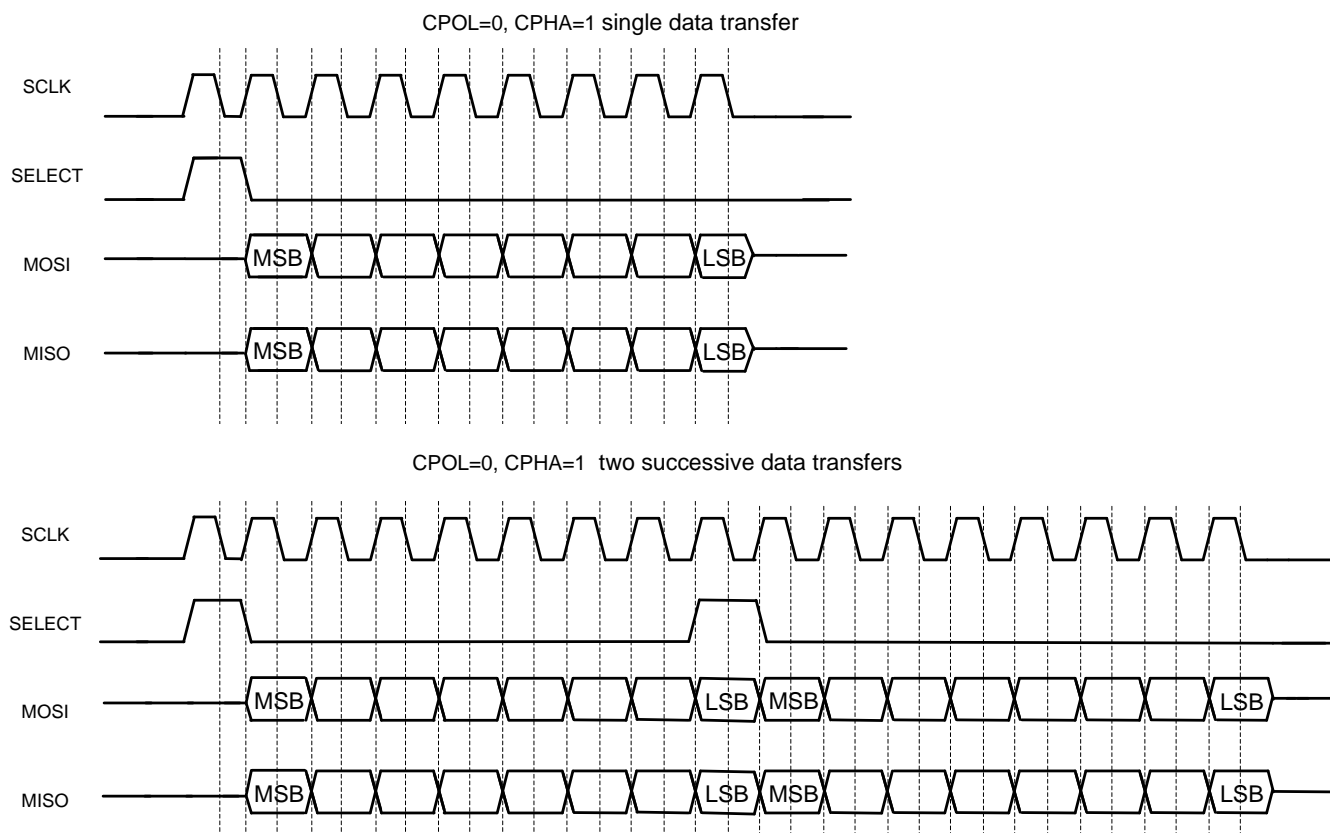 CPOL=0, CPHA=1 single data transfer
SCLK
SELECT
MOSI
MSB
LSB
MISO
MSB
LSB
CPOL=0, CPHA=1 two successive data transfers
SCLK
SELECT
MOSI
MSB
LSB
MSB
LSB
MISO
MSB
LSB
MSB
LSB